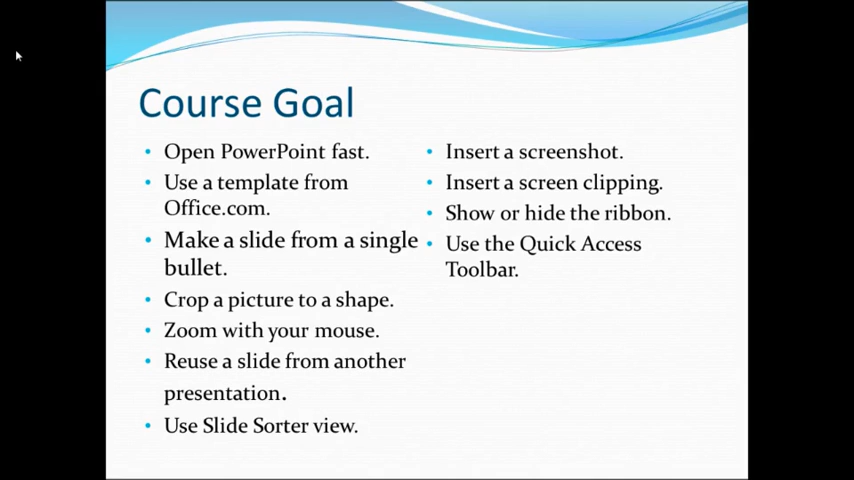 Course Goal
• Open PowerPoint fast.
• Use a template from
Office.com.
• Make a slide from a single
bullet.
• Crop a picture to a shape.
• Zoom with your mouse.
• Reuse a slide from another
presentation.
• Use Slide Sorter view.
• Insert a screenshot.
• Insert a screen clipping.
• Show or hide the ribbon.
• Use the Quick Access
Toolbar.